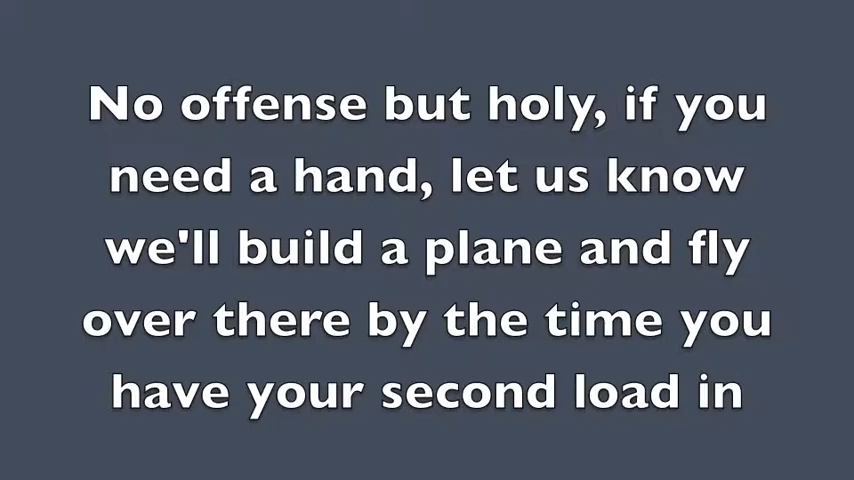 No offense but holy, if you
need a hand, let us know
we'll build a plane and fly
over there by the time you
have your second load in